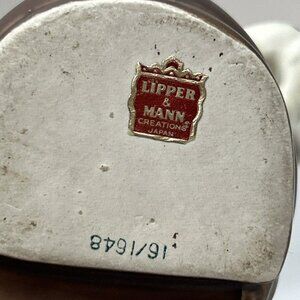 LIPPER
&
MANN
CREATIONS
JAPAN
16/1648